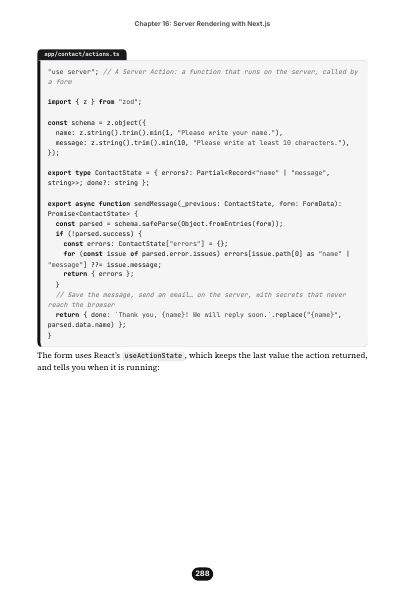 Chapter 16: Server Rendering with Next.js
app/contact/actions.ts
"use server"; // A Server Action: a function that runs on the server, called by
a form
import { z } from "zod";
const schema = z.object({
  name: z.string().trim().min(1, "Please write your name."),
  message: z.string().trim().min(10, "Please write at least 10 characters."),
});
export type ContactState = { errors?: Partial<Record<"name" | "message",
string>>; done?: string };
export async function sendMessage(_previous: ContactState, form: FormData):
Promise<ContactState> {
  const parsed = schema.safeParse(Object.fromEntries(form));
  if (!parsed.success) {
    const errors: ContactState["errors"] = {};
    for (const issue of parsed.error.issues) errors[issue.path[0] as "name" |
"message"] ??= issue.message;
    return { errors };
  }
  // Save the message, send an email… on the server, with secrets that never
reach the browser
  return { done: `Thank you, {name}! We will reply soon.`.replace("{name}",
parsed.data.name) };
}
The form uses React's useActionState, which keeps the last value the action returned,
and tells you when it is running:
288